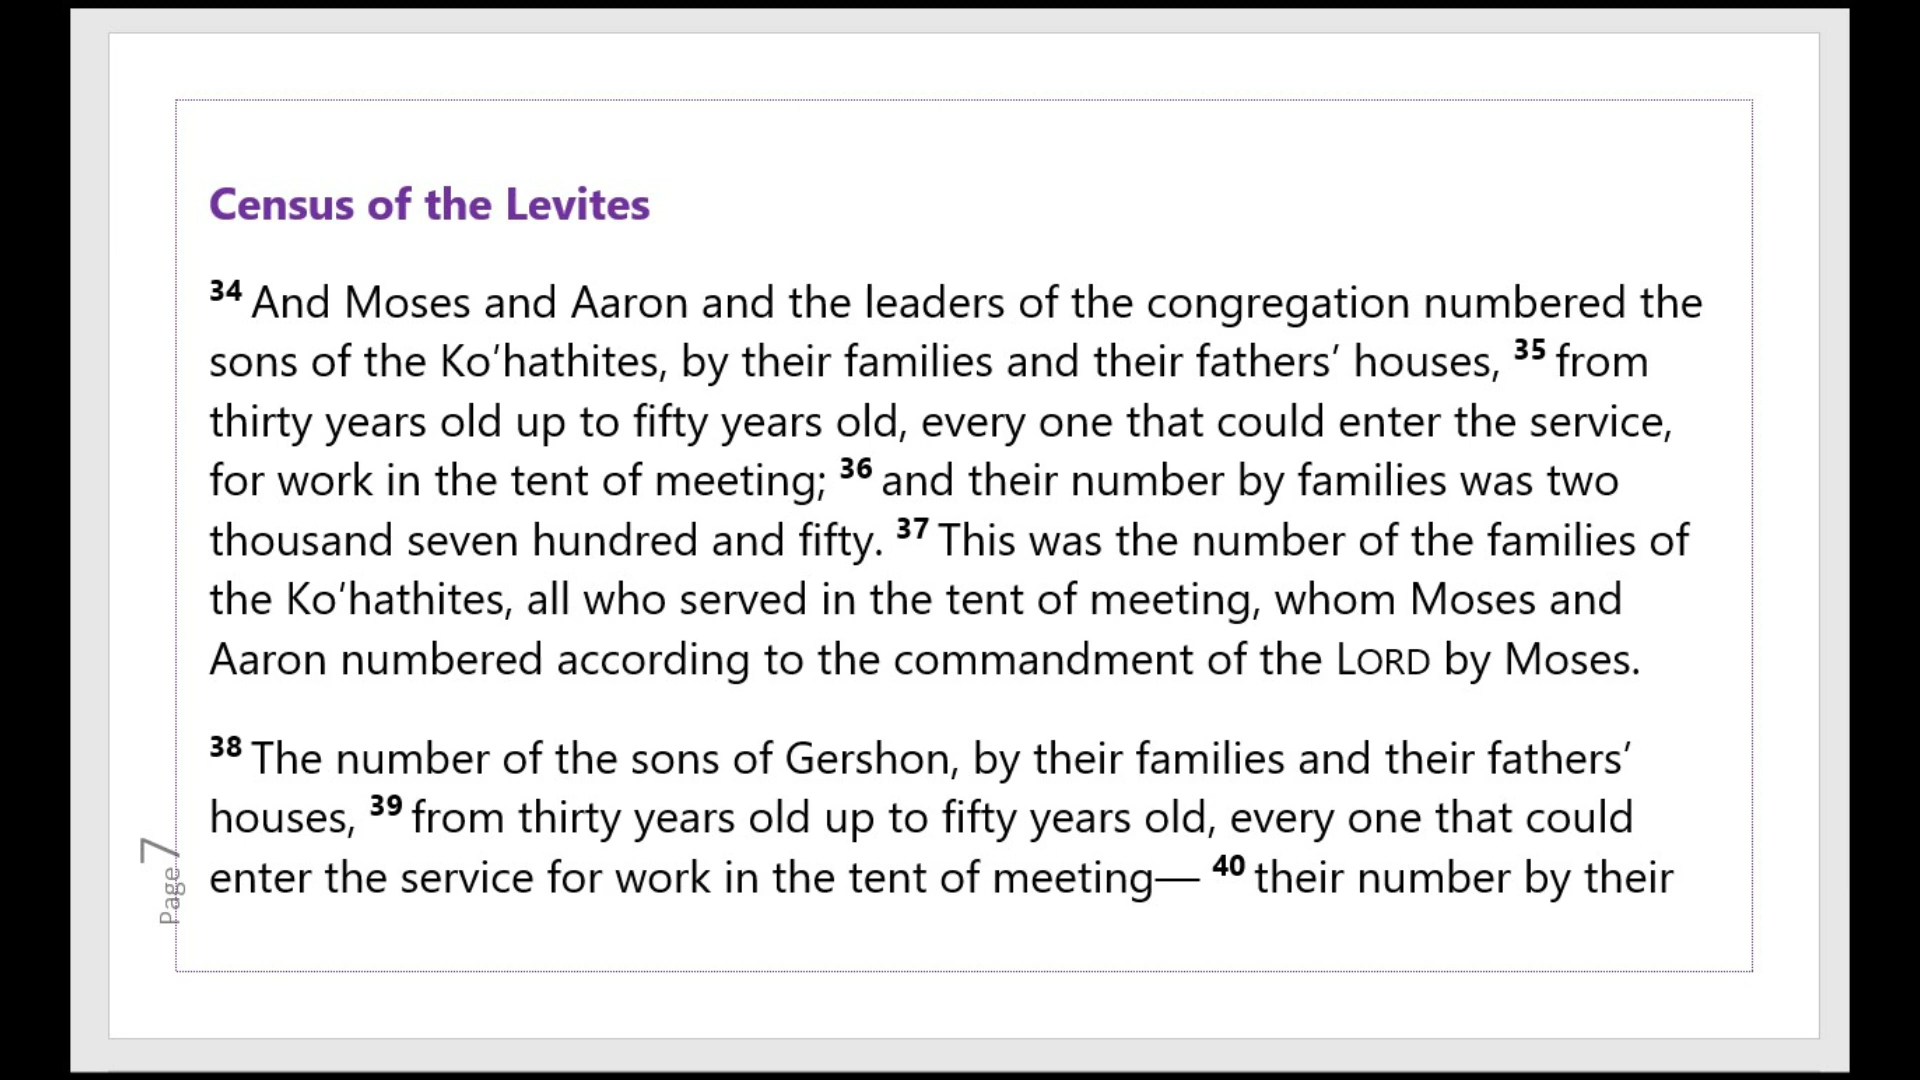 Census of the Levites
34 And Moses and Aaron and the leaders of the congregation numbered the
sons of the Ko′hathites, by their families and their fathers’ houses, 35 from
thirty years old up to fifty years old, every one that could enter the service,
for work in the tent of meeting; 36 and their number by families was two
thousand seven hundred and fifty. 37 This was the number of the families of
the Ko′hathites, all who served in the tent of meeting, whom Moses and
Aaron numbered according to the commandment of the LORD by Moses.
38 The number of the sons of Gershon, by their families and their fathers’
houses, 39 from thirty years old up to fifty years old, every one that could
enter the service for work in the tent of meeting— 40 their number by their
Page 7